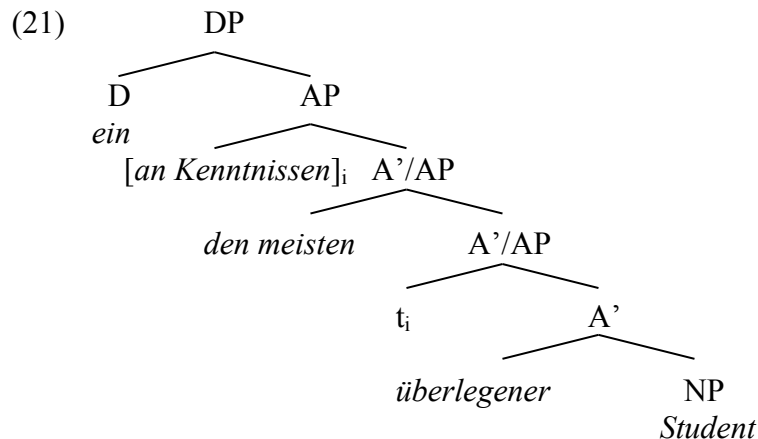 (21) DP
D AP
ein
[an Kenntnissen]i A’/AP
den meisten A’/AP
ti A’
überlegener NP
Student